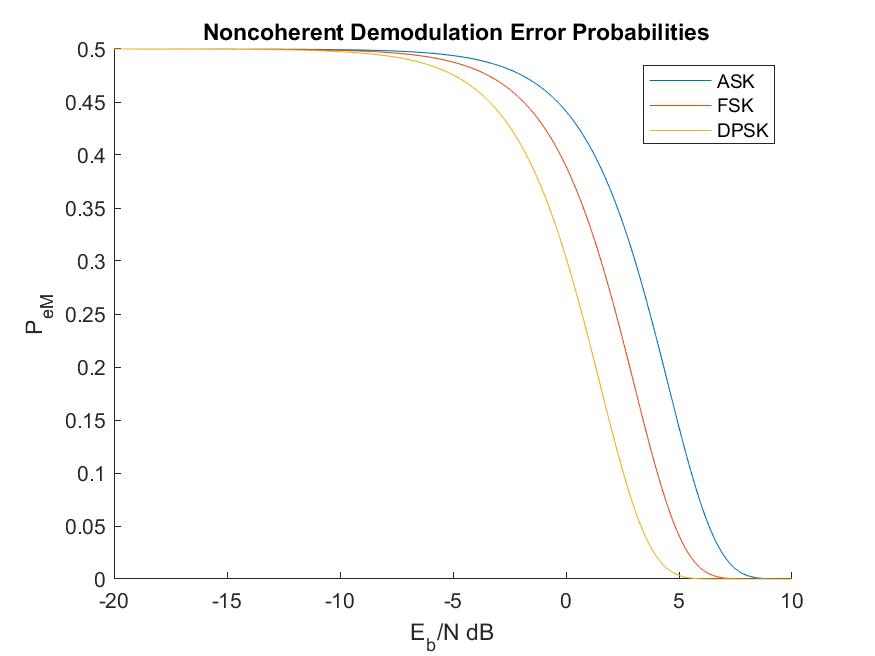 Noncoherent Demodulation Error Probabilities
0.5
0.45
0.4
0.35
0.3
0.25
0.2
0.15
0.1
0.05
0
P_eM
ASK
FSK
DPSK
-20 -15 -10 -5 0 5 10
E_b/N dB